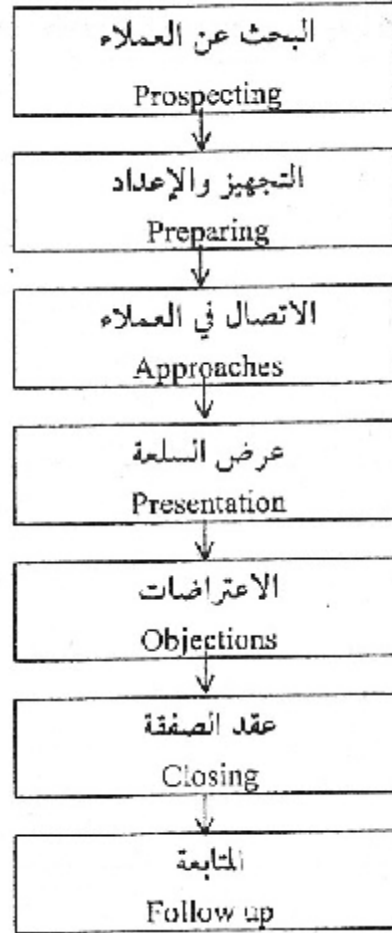 البحث عن العملاء
Prospecting
التجهيز والإعداد
Preparing
الاتصال في العملاء
Approaches
عرض السلعة
Presentation
الاعتراضات
Objections
عقد الصفقة
Closing
المتابعة
Follow up